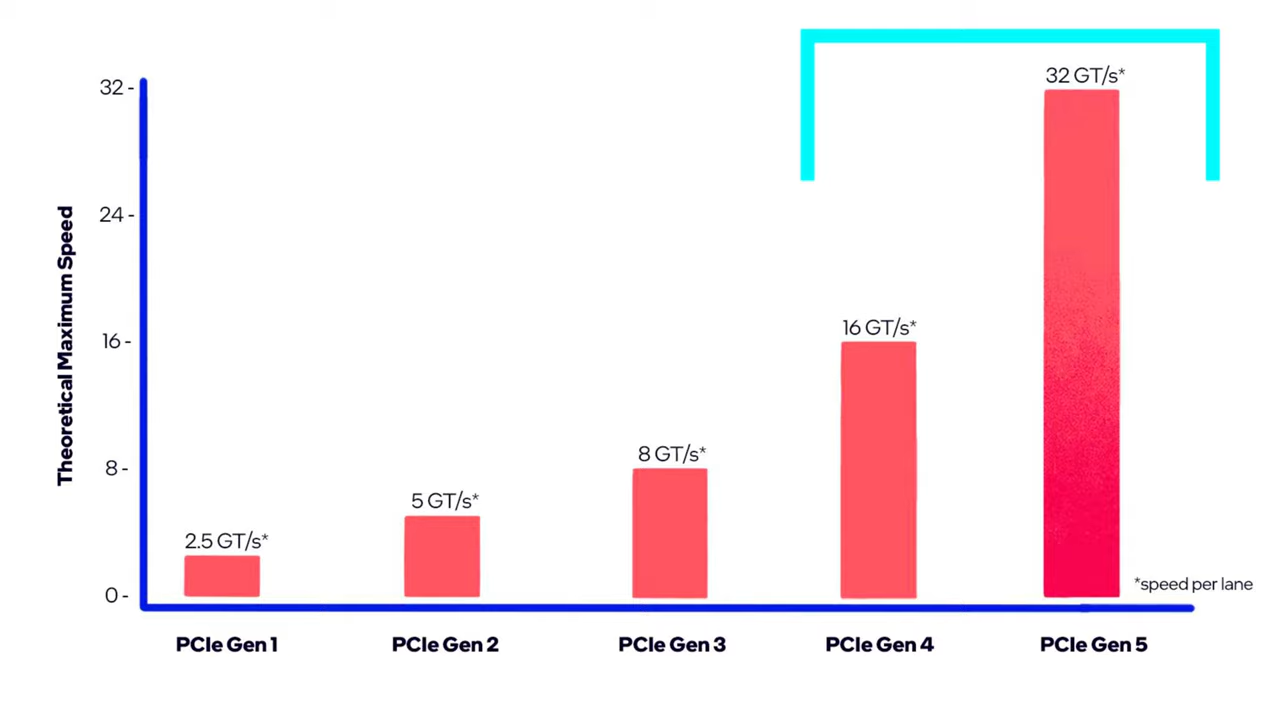 32 GT/s*
32 -
24 -
16 GT/s*
16 -
Theoretical Maximum Speed
8 GT/s*
8 -
5 GT/s*
2.5 GT/s*
*speed per lane
0 -
PCIe Gen 1
PCIe Gen 2
PCIe Gen 3
PCIe Gen 4
PCIe Gen 5